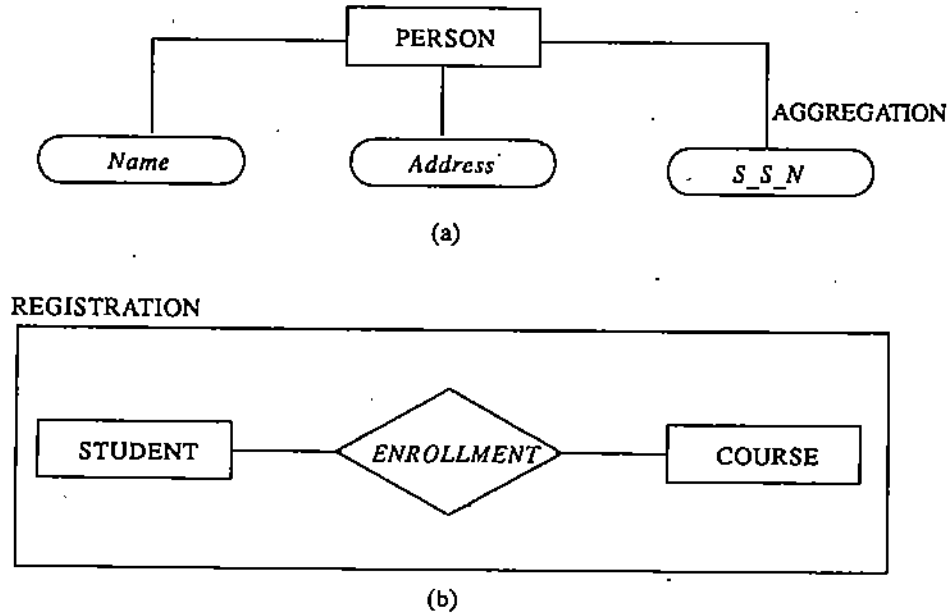 PERSON
AGGREGATION
Name
Address
S_S_N
(a)
REGISTRATION
STUDENT
ENROLLMENT
COURSE
(b)